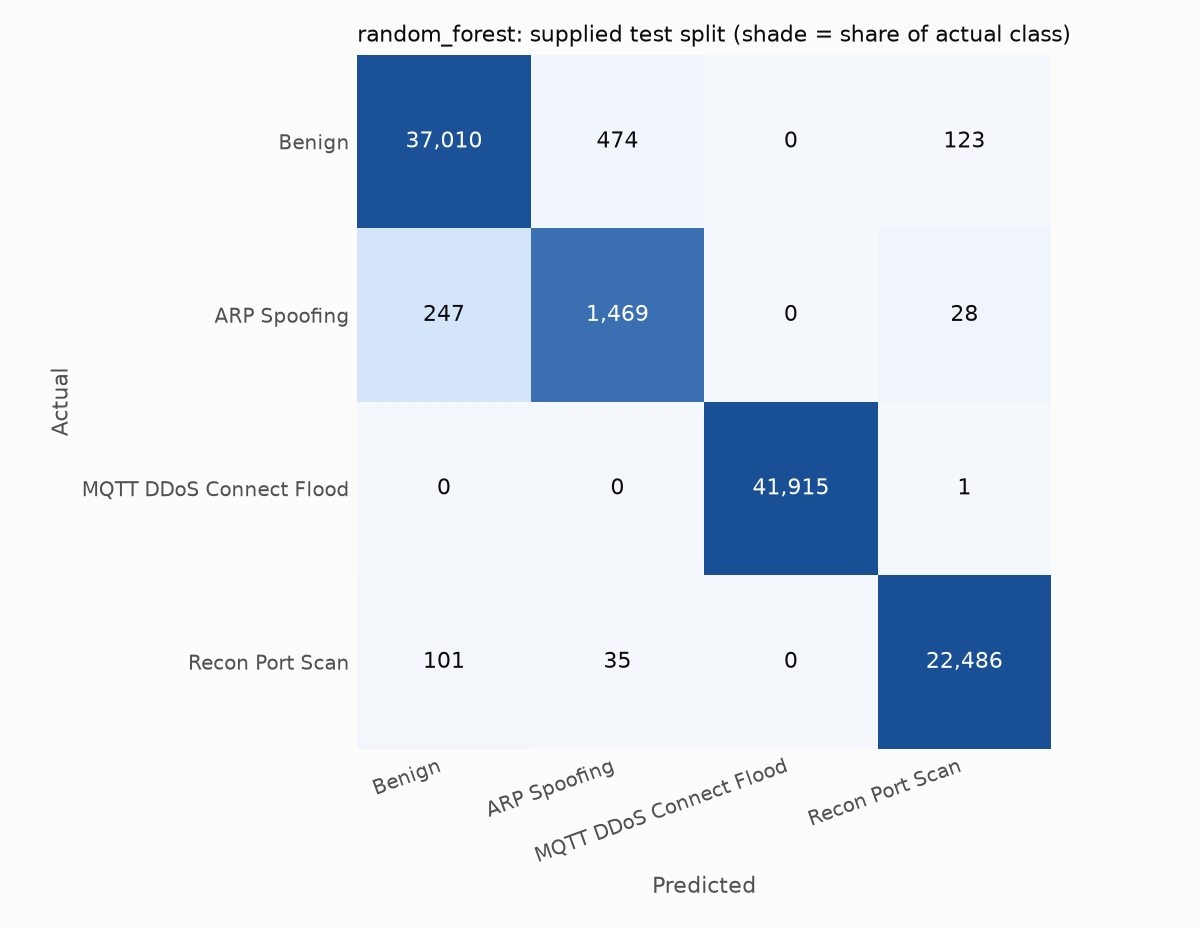 random_forest: supplied test split (shade = share of actual class)
Actual
Benign 37,010 474 0 123
ARP Spoofing 247 1,469 0 28
MQTT DDoS Connect Flood 0 0 41,915 1
Recon Port Scan 101 35 0 22,486
Benign ARP Spoofing MQTT DDoS Connect Flood Recon Port Scan
Predicted